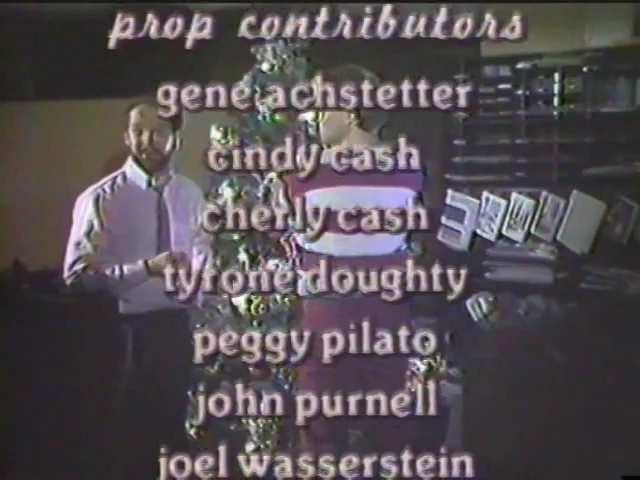 prop contributors
gene achstetter
cindy cash
cherly cash
tyrone doughty
peggy pilato
john purnell
joel wasserstein